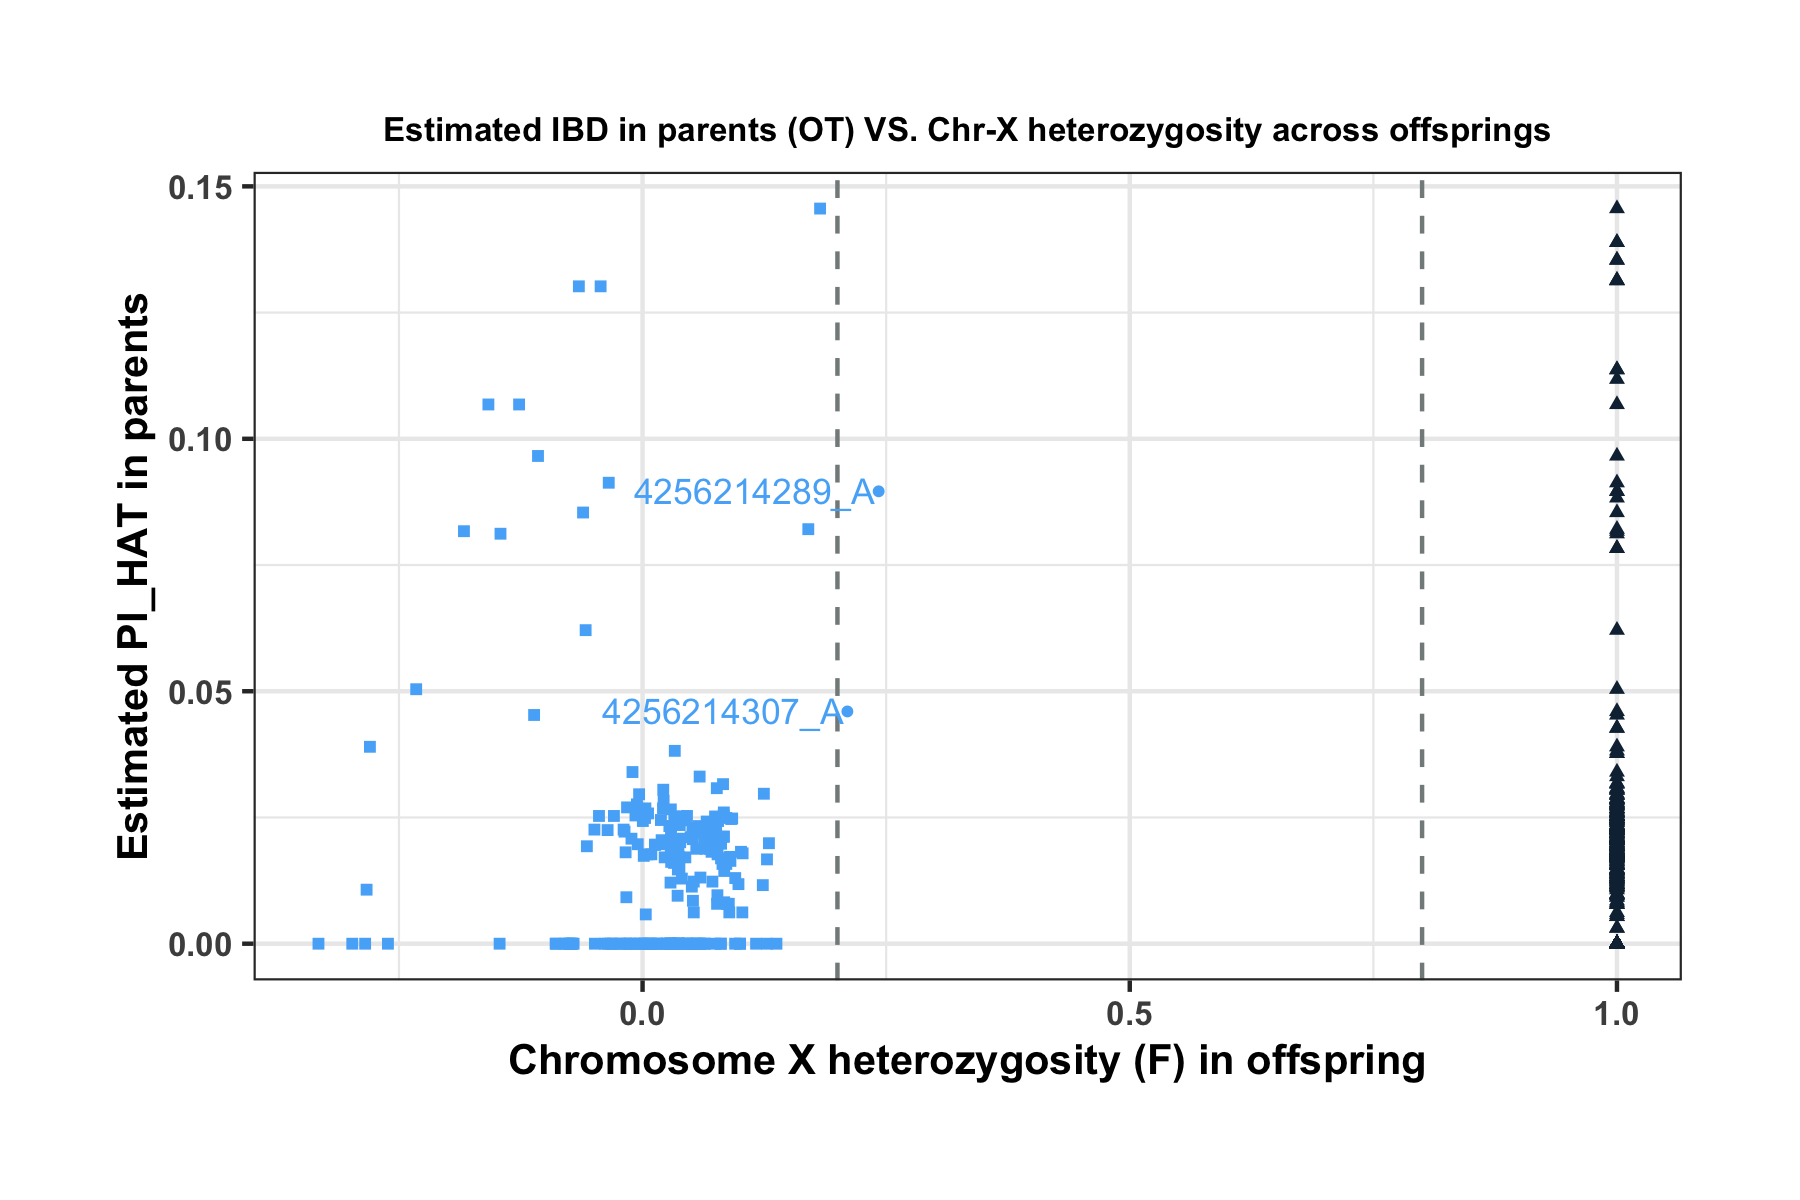 Estimated IBD in parents (OT) VS. Chr-X heterozygosity across offsprings
Estimated PI_HAT in parents
0.15
0.10
0.05
0.00
4256214289_A
4256214307_A
0.0
0.5
1.0
Chromosome X heterozygosity (F) in offspring